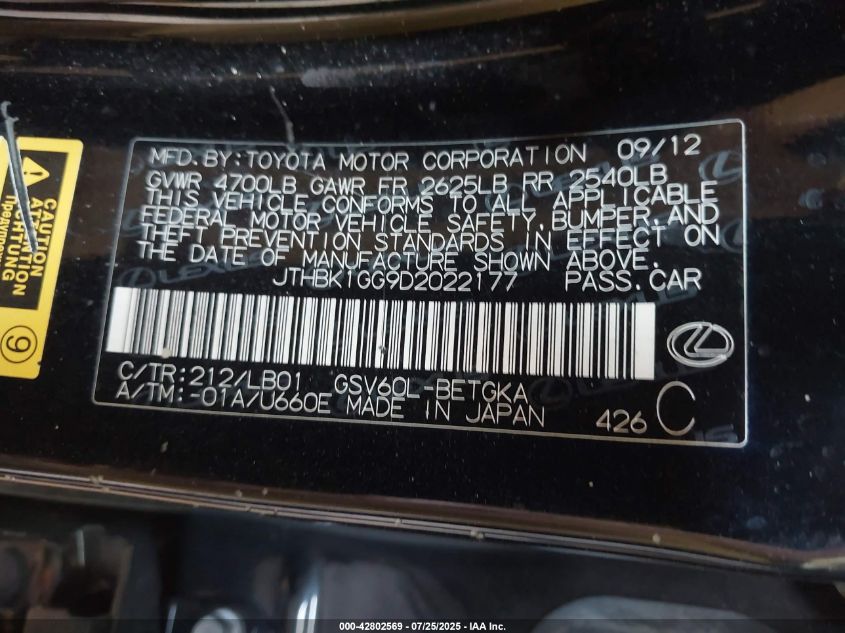 MFD. BY: TOYOTA MOTOR CORPORATION 09/12
GVWR 4700LB GAWR FR 2625LB RR 2540LB
THIS VEHICLE CONFORMS TO ALL APPLICABLE
FEDERAL MOTOR VEHICLE SAFETY, BUMPER, AND
THEFT PREVENTION STANDARDS IN EFFECT ON
THE DATE OF MANUFACTURE SHOWN ABOVE.
JTHBK1GG9D2022177 PASS. CAR
C/TR: 212/LB01 GSV60L-BETGKA
A/TM: -01A/U660E MADE IN JAPAN 426 C
CAUTION
ACHTUNG
9
000-42802569 - 07/25/2025 - IAA Inc.